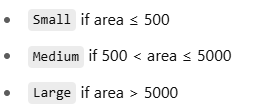 Small if area ≤ 500
Medium if 500 < area ≤ 5000
Large if area > 5000